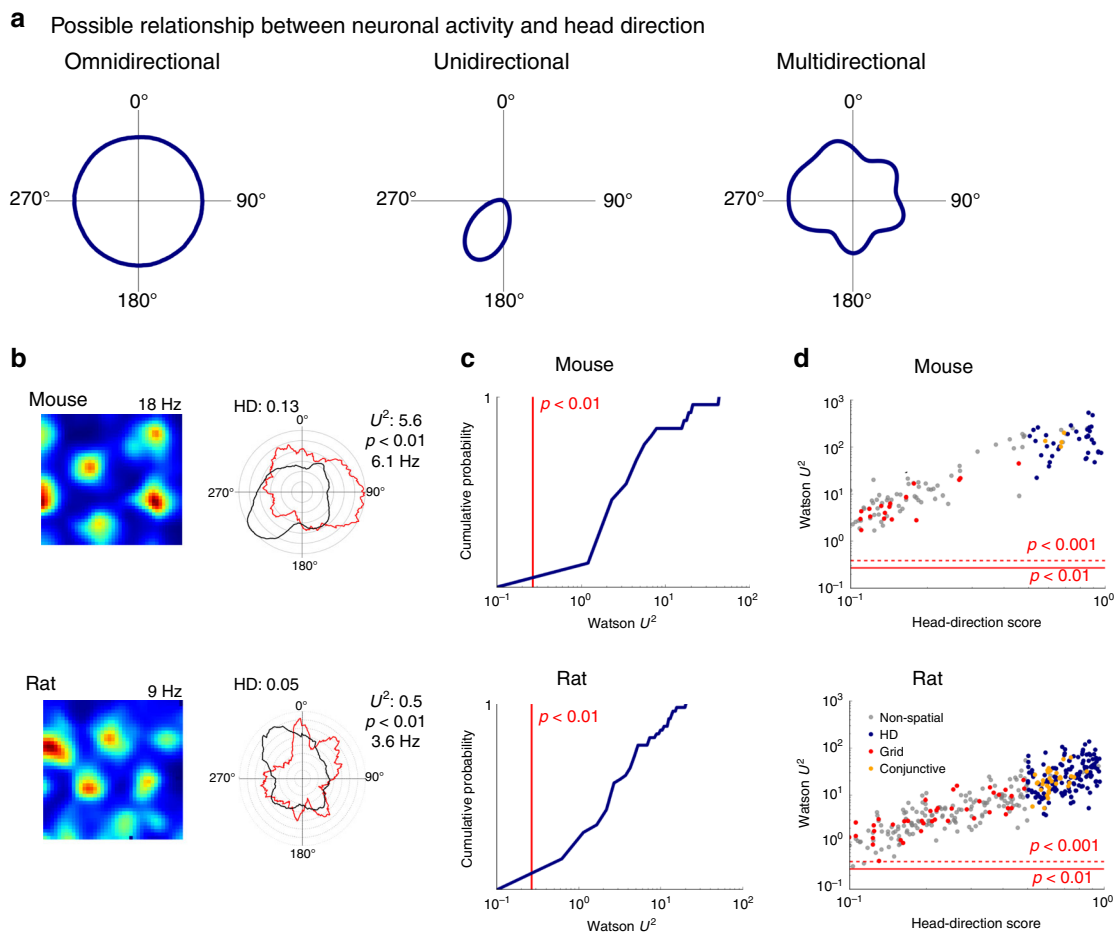 a Possible relationship between neuronal activity and head direction
Omnidirectional
0°
270°
90°
180°
Unidirectional
0°
270°
90°
180°
Multidirectional
0°
270°
90°
180°
b
Mouse
18 Hz
HD: 0.13
U²: 5.6
p < 0.01
6.1 Hz
0°
270°
90°
180°
Rat
9 Hz
HD: 0.05
U²: 0.5
p < 0.01
3.6 Hz
0°
270°
90°
180°
c
Mouse
1
p < 0.01
Cumulative probability
10⁻¹ 10⁰ 10¹ 10²
Watson U²
Rat
1
p < 0.01
Cumulative probability
10⁻¹ 10⁰ 10¹ 10²
Watson U²
d
Mouse
10³
10²
10¹
10⁰
10⁻¹
Watson U²
p < 0.001
p < 0.01
10⁻¹ 10⁰
Head-direction score
Rat
10³
10²
10¹
10⁰
10⁻¹
Watson U²
Non-spatial
HD
Grid
Conjunctive
p < 0.001
p < 0.01
10⁻¹ 10⁰
Head-direction score